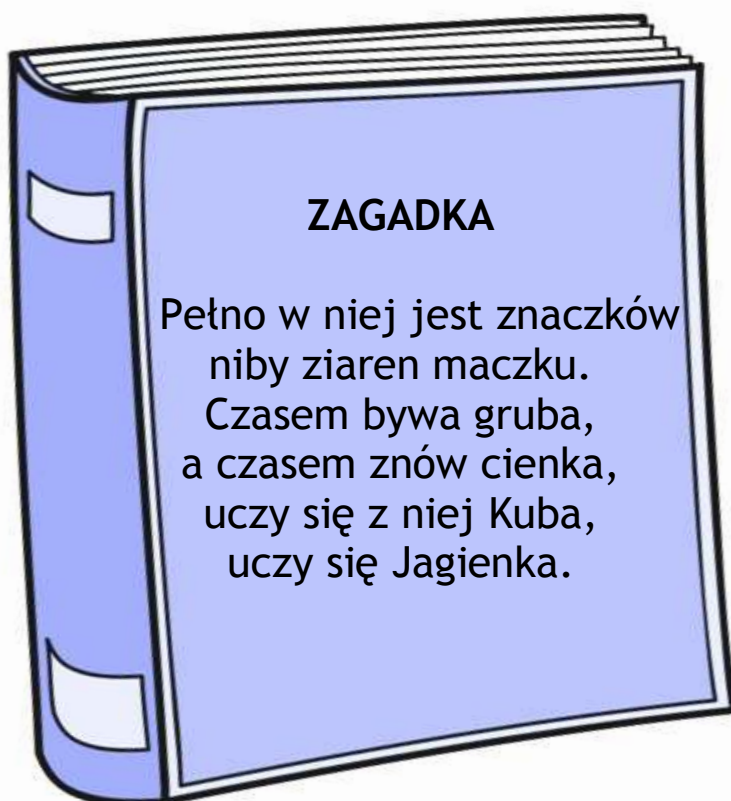 ZAGADKA
Pełno w niej jest znaczków
niby ziaren maczku.
Czasem bywa gruba,
a czasem znów cienka,
uczy się z niej Kuba,
uczy się Jagienka.